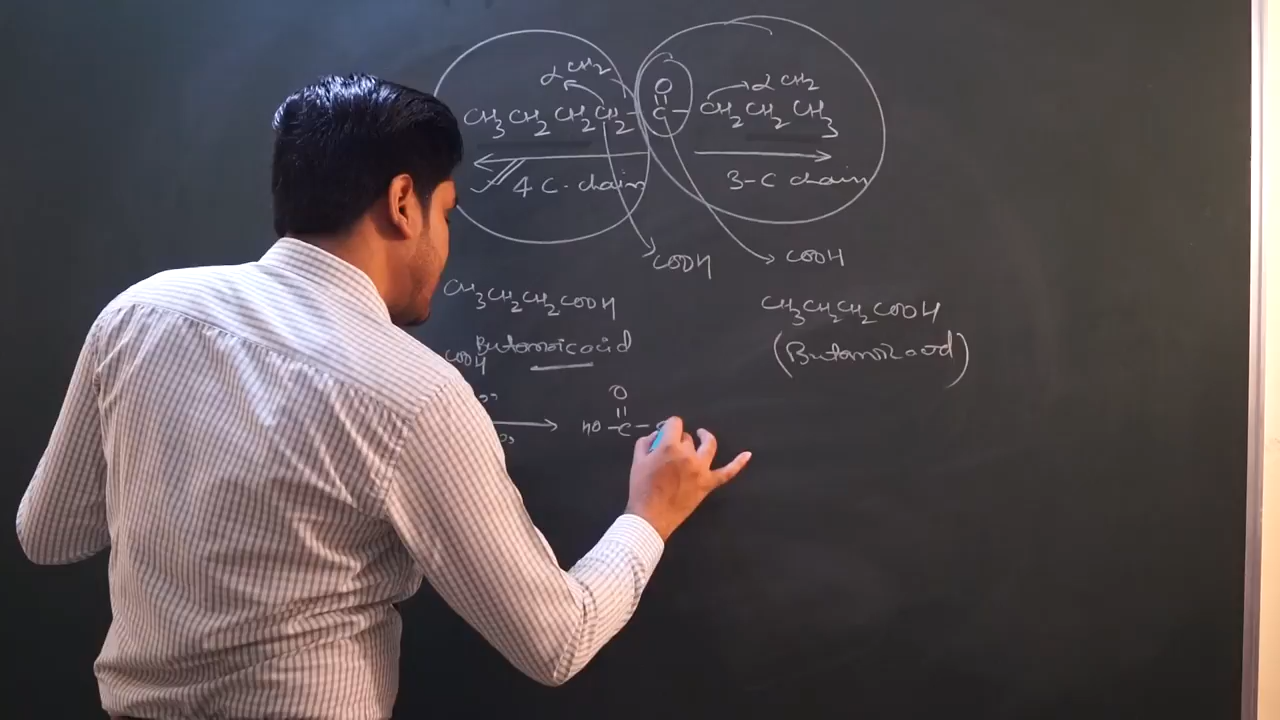 α CH2 O α CH2
CH3 CH2 CH2 CH2 - C - CH2 CH2 CH3
4 C-chain 3-C chain
COOH COOH
CH3CH2CH2COOH CH3CH2CH2COOH
Butanoic acid (Butanoic acid)
COOH
O
HO - C -